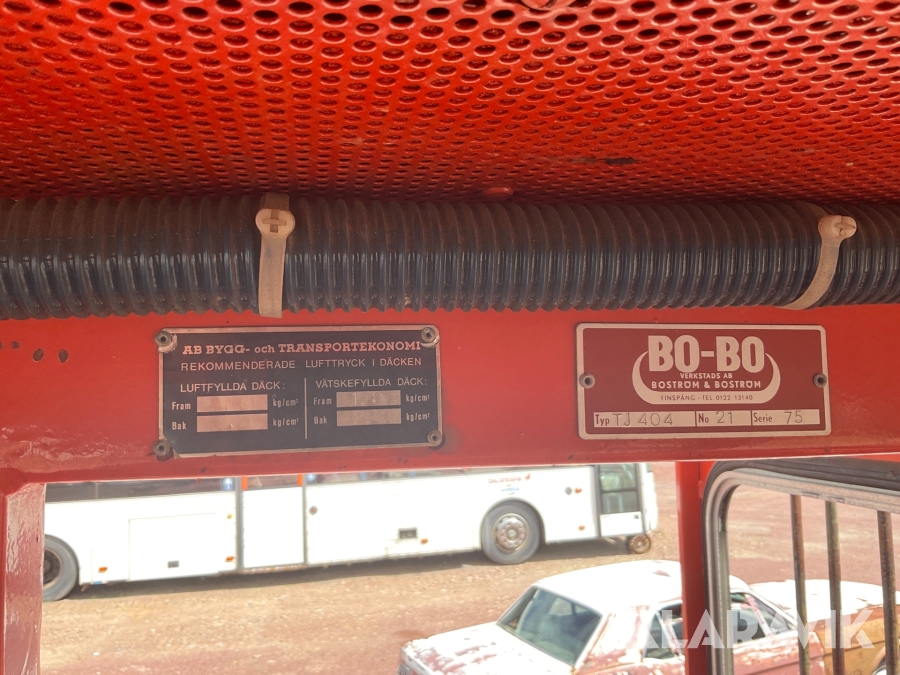 AB BYGG- och TRANSPORTEKONOMI
REKOMMENDERADE LUFTTRYCK I DÄCKEN
LUFTFYLLDA DÄCK:
Fram kg/cm²
Bak kg/cm²
VÄTSKEFYLLDA DÄCK:
Fram kg/cm²
Bak kg/cm²
BO-BO
VERKSTADS AB
BOSTRÖM & BOSTRÖM
FINSPÅNG - TEL 0122 13140
Typ TJ 404 No 21 Serie 75
KLARAVIK